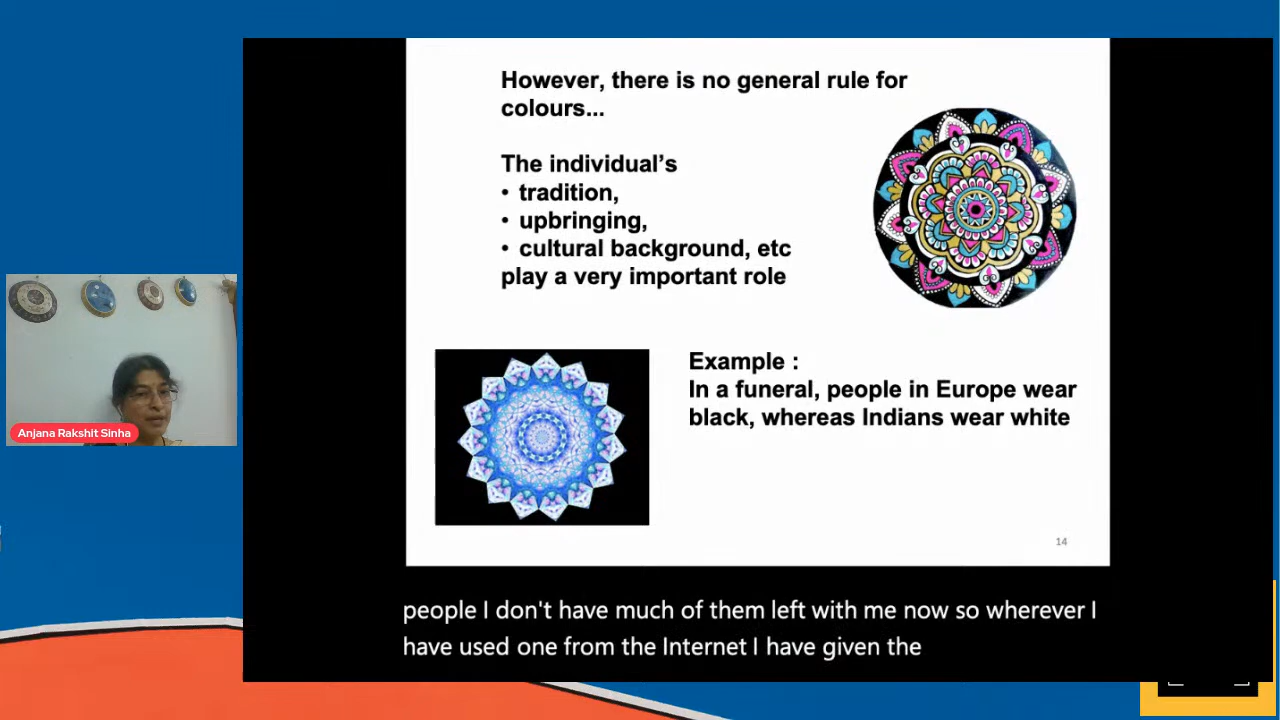 However, there is no general rule for
colours...
The individual's
• tradition,
• upbringing,
• cultural background, etc
play a very important role
Example :
In a funeral, people in Europe wear
black, whereas Indians wear white
14
Anjana Rakshit Sinha
people I don't have much of them left with me now so wherever I
have used one from the Internet I have given the